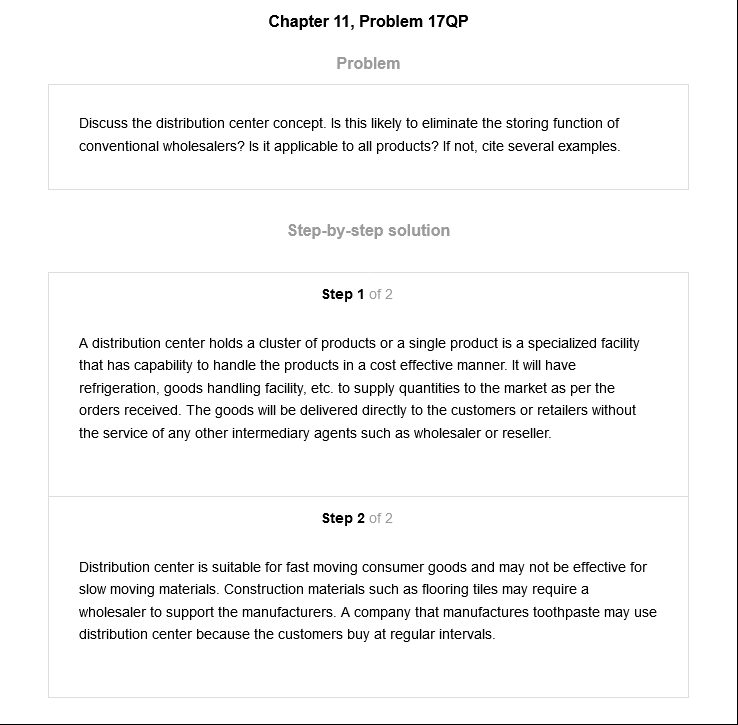 Chapter 11, Problem 17QP
Problem
Discuss the distribution center concept. Is this likely to eliminate the storing function of
conventional wholesalers? Is it applicable to all products? If not, cite several examples.
Step-by-step solution
Step 1 of 2
A distribution center holds a cluster of products or a single product is a specialized facility
that has capability to handle the products in a cost effective manner. It will have
refrigeration, goods handling facility, etc. to supply quantities to the market as per the
orders received. The goods will be delivered directly to the customers or retailers without
the service of any other intermediary agents such as wholesaler or reseller.
Step 2 of 2
Distribution center is suitable for fast moving consumer goods and may not be effective for
slow moving materials. Construction materials such as flooring tiles may require a
wholesaler to support the manufacturers. A company that manufactures toothpaste may use
distribution center because the customers buy at regular intervals.